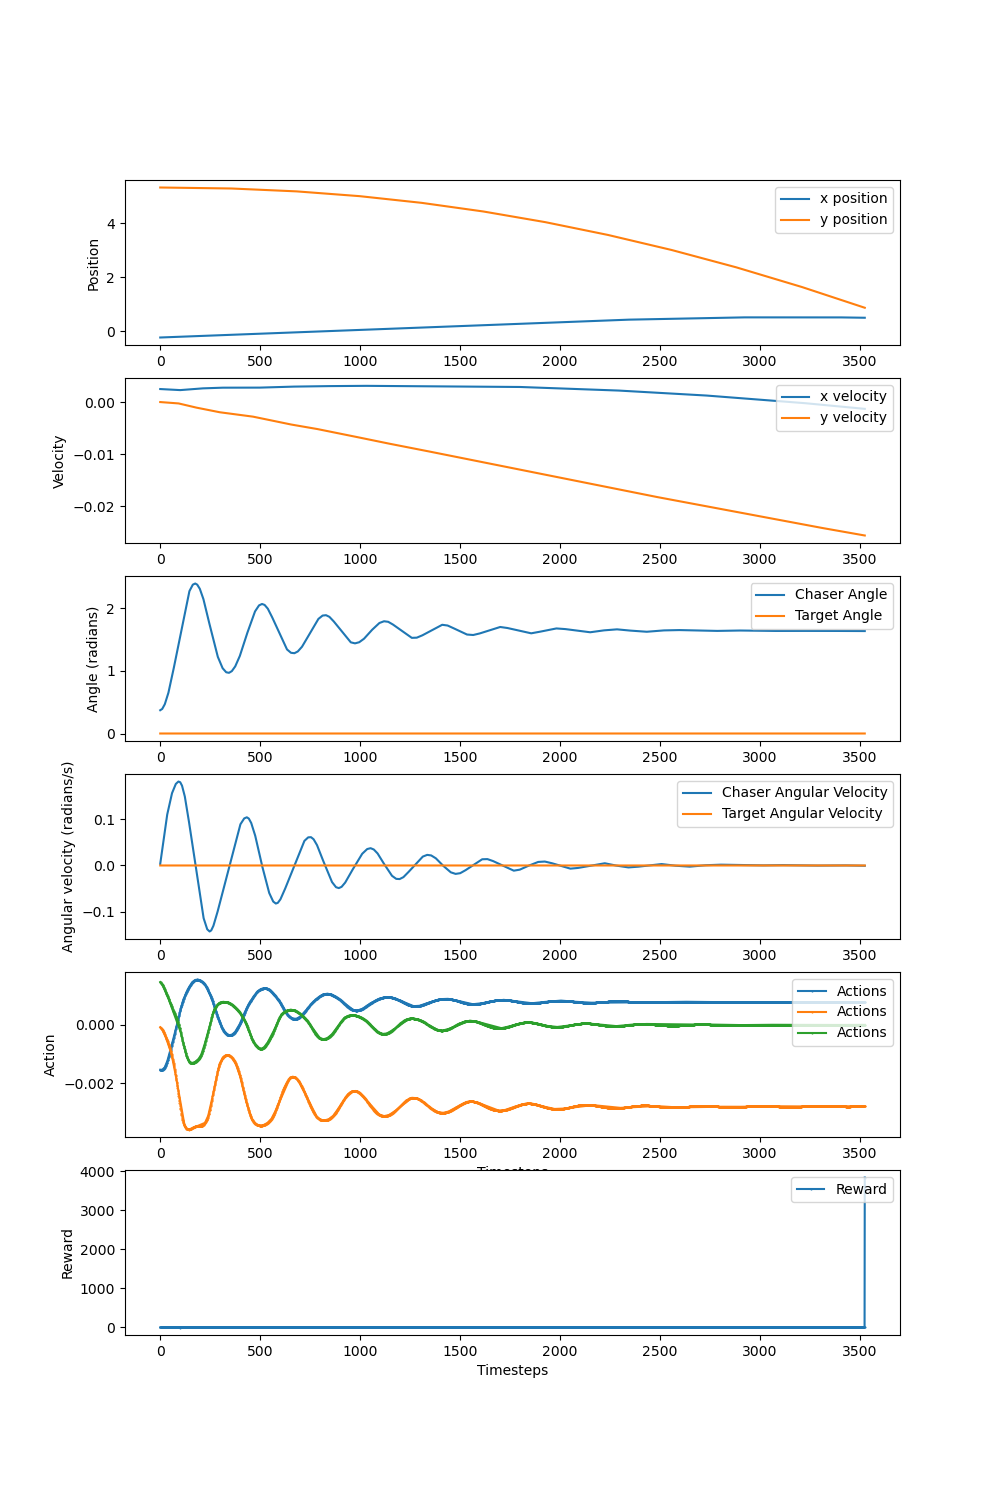 x position
y position
4
2
0
Position
0 500 1000 1500 2000 2500 3000 3500
x velocity
y velocity
0.00
−0.01
−0.02
Velocity
0 500 1000 1500 2000 2500 3000 3500
Chaser Angle
Target Angle
2
1
0
Angle (radians)
0 500 1000 1500 2000 2500 3000 3500
Chaser Angular Velocity
Target Angular Velocity
0.1
0.0
−0.1
Angular velocity (radians/s)
0 500 1000 1500 2000 2500 3000 3500
Actions
Actions
Actions
0.000
−0.002
Action
0 500 1000 1500 2000 2500 3000 3500
Timesteps
Reward
4000
3000
2000
1000
0
Reward
0 500 1000 1500 2000 2500 3000 3500
Timesteps